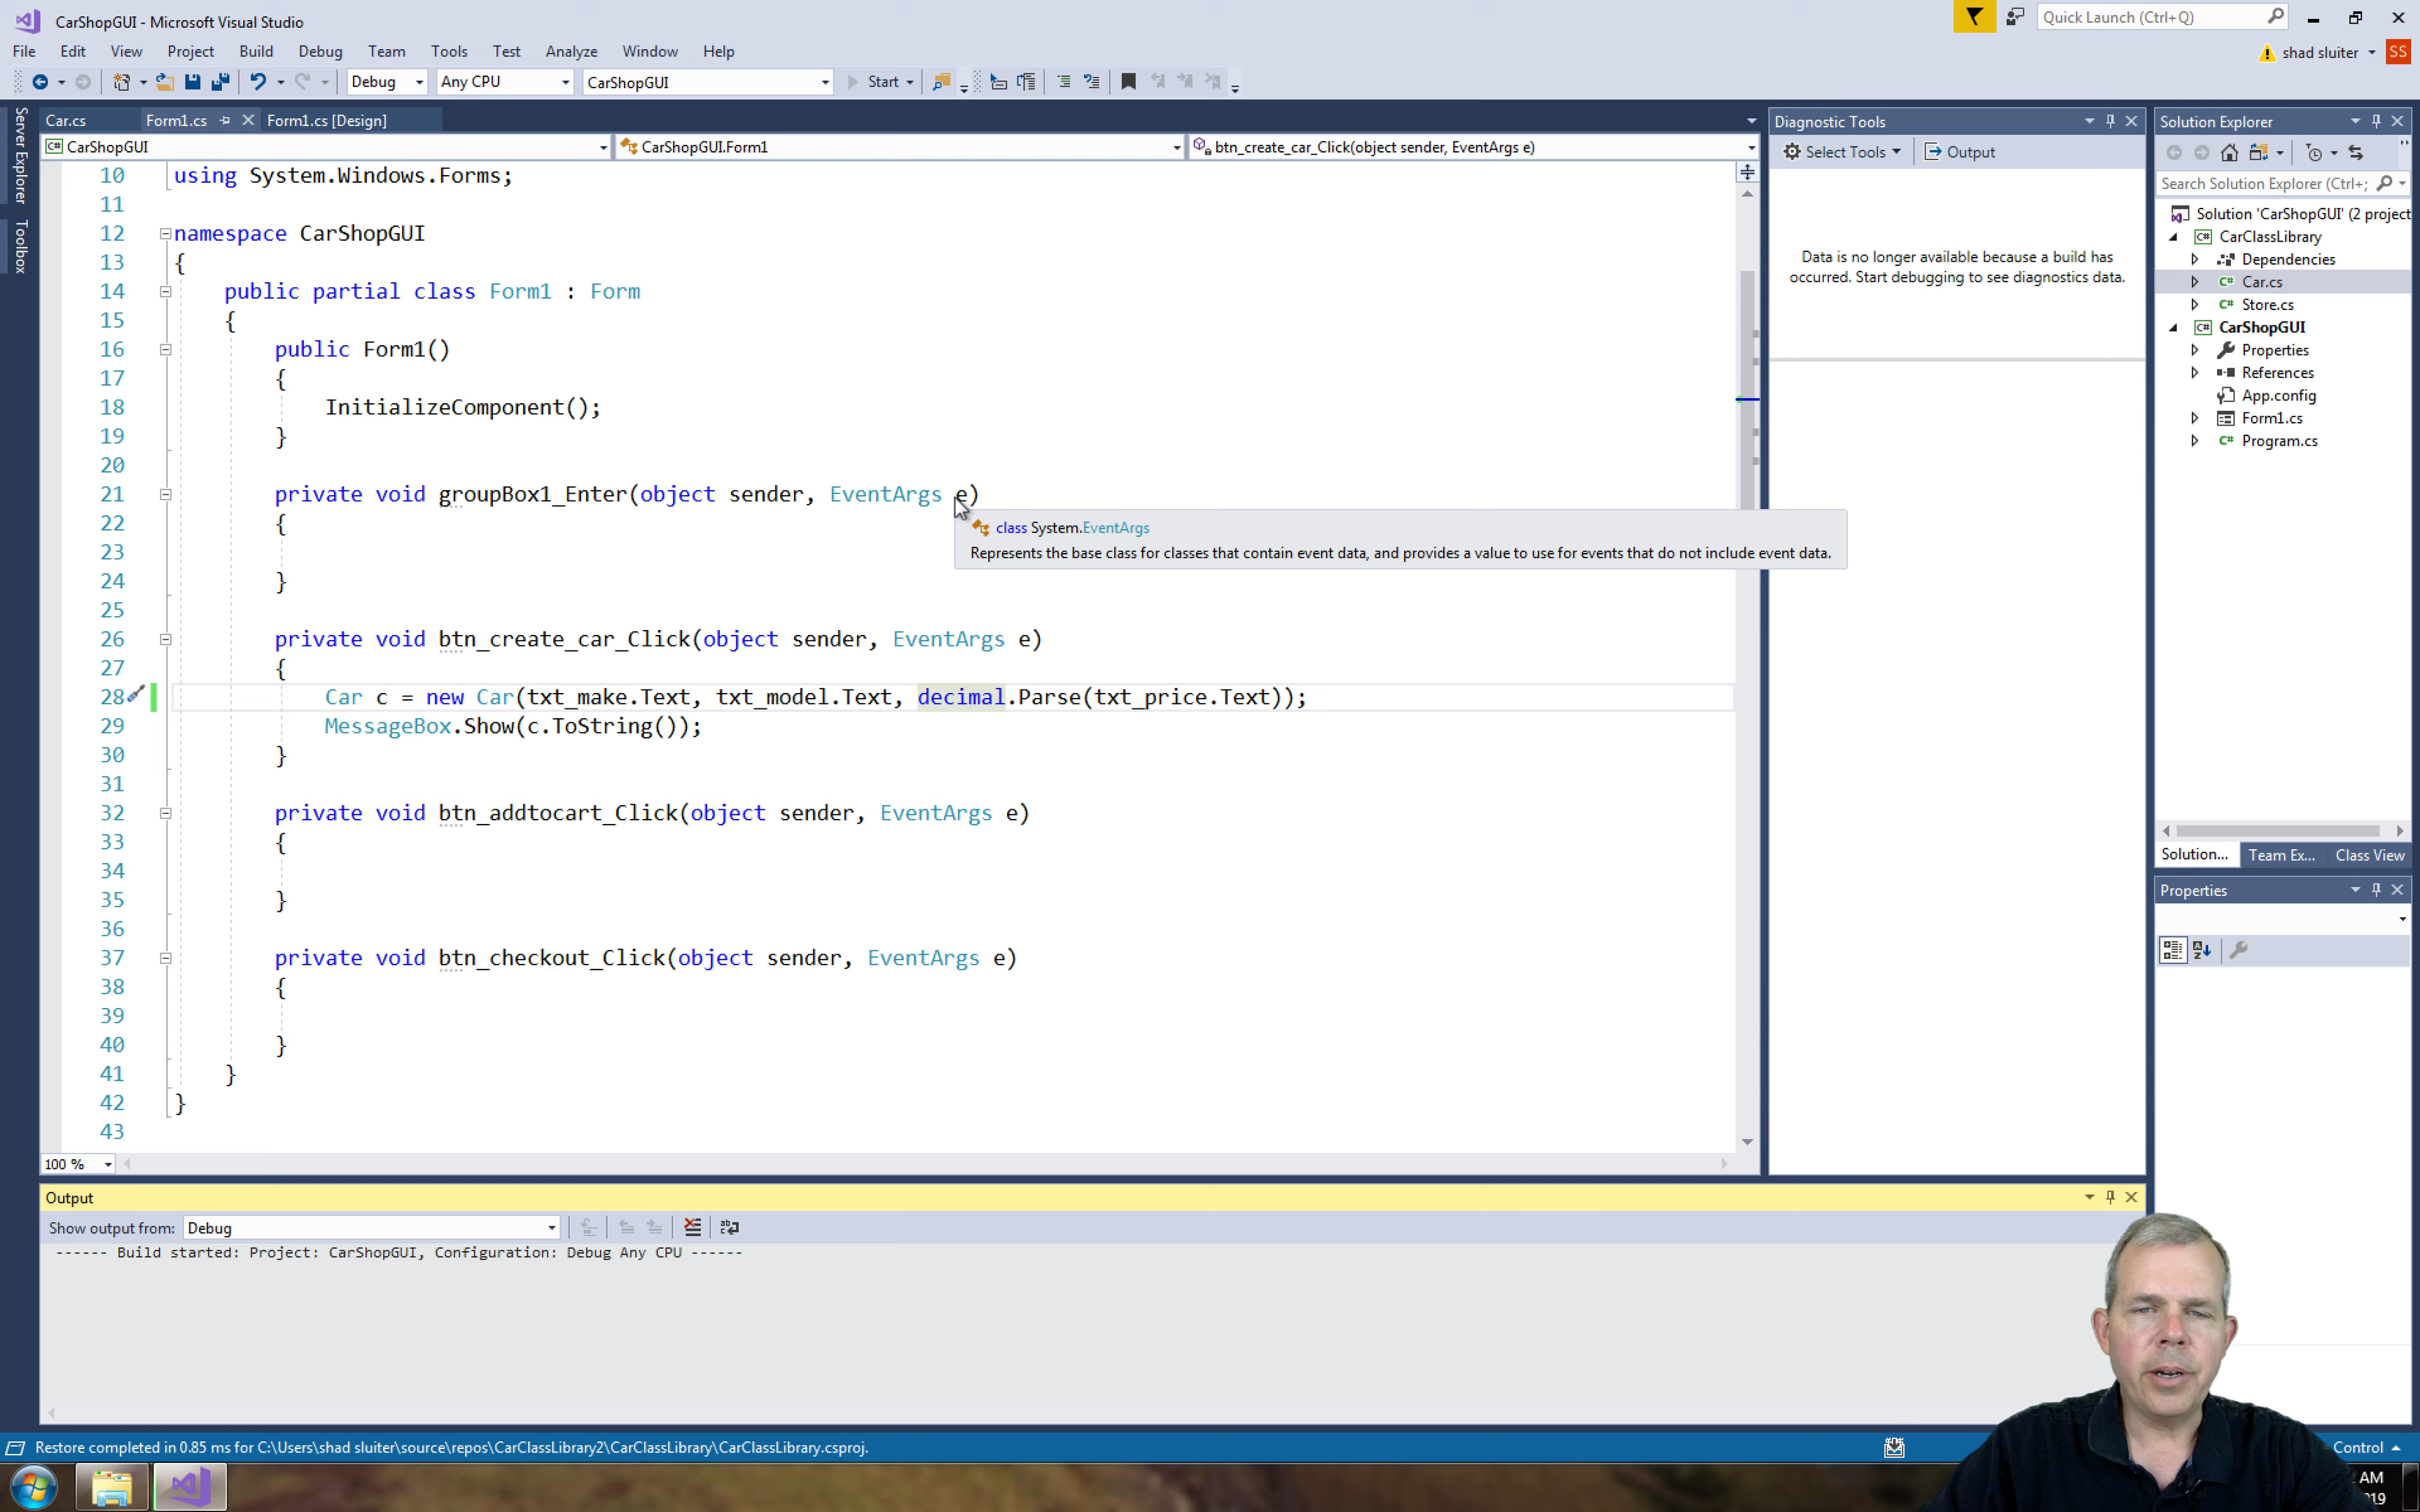 CarShopGUI - Microsoft Visual Studio
Quick Launch (Ctrl+Q)
File Edit View Project Build Debug Team Tools Test Analyze Window Help
shad sluiter
SS
Debug Any CPU CarShopGUI Start
Server Explorer
Toolbox
Car.cs Form1.cs Form1.cs [Design]
CarShopGUI CarShopGUI.Form1 btn_create_car_Click(object sender, EventArgs e)
10 using System.Windows.Forms;
11
12 namespace CarShopGUI
13 {
14 public partial class Form1 : Form
15 {
16 public Form1()
17 {
18 InitializeComponent();
19 }
20
21 private void groupBox1_Enter(object sender, EventArgs e)
22 {
23
24 }
25
26 private void btn_create_car_Click(object sender, EventArgs e)
27 {
28 Car c = new Car(txt_make.Text, txt_model.Text, decimal.Parse(txt_price.Text));
29 MessageBox.Show(c.ToString());
30 }
31
32 private void btn_addtocart_Click(object sender, EventArgs e)
33 {
34
35 }
36
37 private void btn_checkout_Click(object sender, EventArgs e)
38 {
39
40 }
41 }
42 }
43
class System.EventArgs
Represents the base class for classes that contain event data, and provides a value to use for events that do not include event data.
100 %
Diagnostic Tools
Select Tools Output
Data is no longer available because a build has
occurred. Start debugging to see diagnostics data.
Solution Explorer
Search Solution Explorer (Ctrl+;
Solution 'CarShopGUI' (2 project
C# CarClassLibrary
Dependencies
C# Car.cs
C# Store.cs
C# CarShopGUI
Properties
References
App.config
Form1.cs
C# Program.cs
Solution... Team Ex... Class View
Properties
Output
Show output from: Debug
------ Build started: Project: CarShopGUI, Configuration: Debug Any CPU ------
Restore completed in 0.85 ms for C:\Users\shad sluiter\source\repos\CarClassLibrary2\CarClassLibrary\CarClassLibrary.csproj.
Control
AM